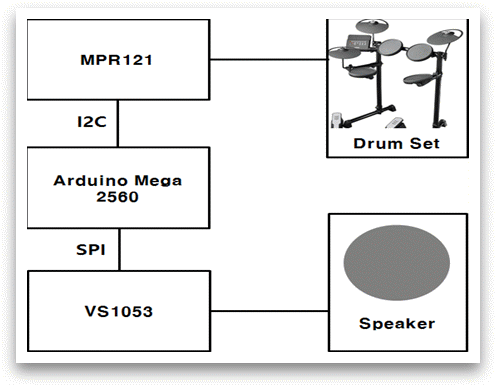 MPR121
Drum Set
I2C
Arduino Mega
2560
SPI
VS1053
Speaker